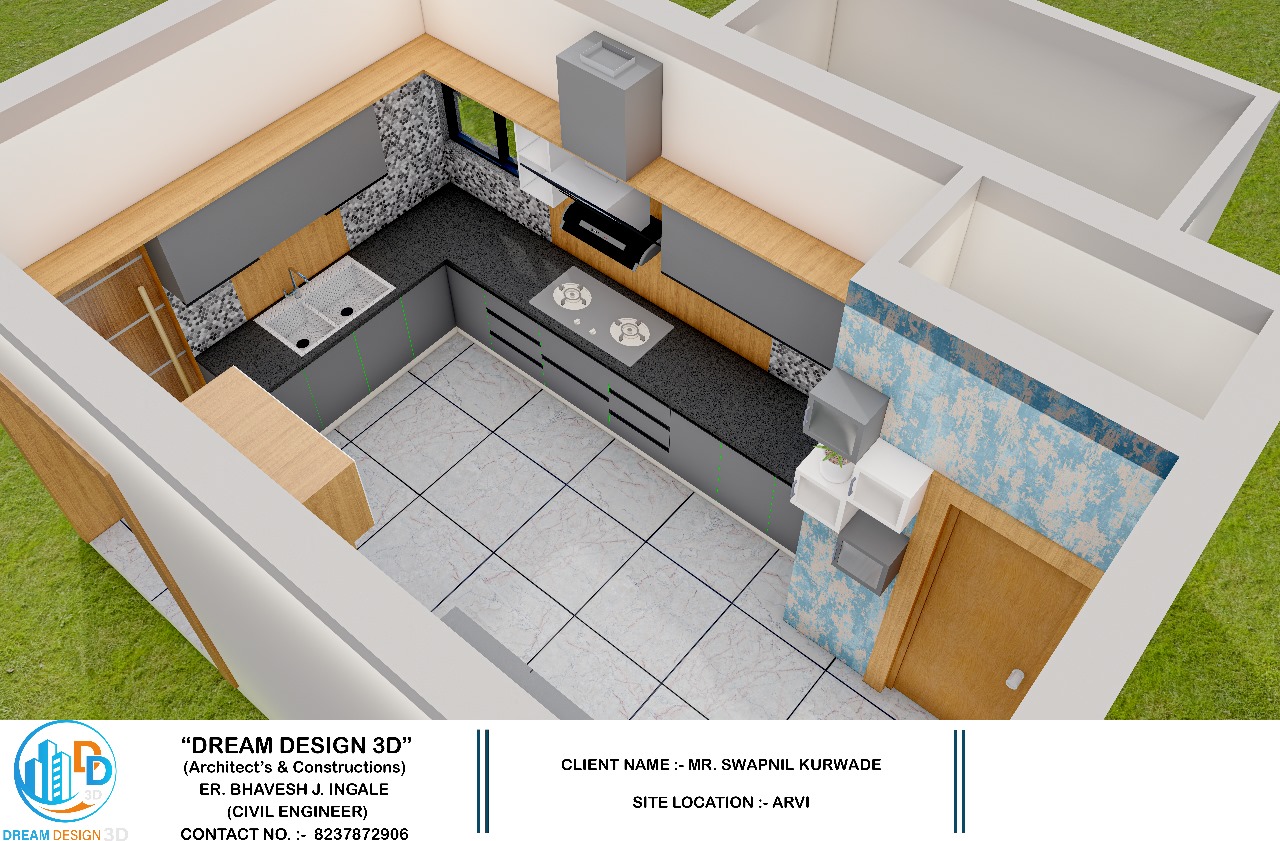 “DREAM DESIGN 3D”
(Architect's & Constructions)
ER. BHAVESH J. INGALE
(CIVIL ENGINEER)
CONTACT NO. :- 8237872906
CLIENT NAME :- MR. SWAPNIL KURWADE
SITE LOCATION :- ARVI
DD
3D
DREAM DESIGN 3D